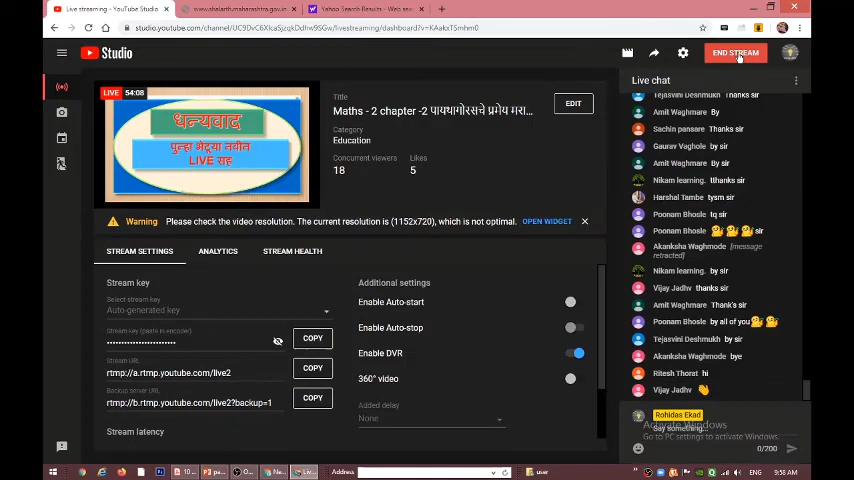 Live streaming - YouTube Studio
www.shalarth.maharashtra.gov.in
Yahoo Search Results - Web sea
studio.youtube.com/channel/UC9DvC6XlcaSjzqkDdhw9SGw/livestreaming/dashboard?v=KAakxT5mhm0
Studio
END STREAM
LIVE 54:08
धन्यवाद
पुन्हा भेटूया नवीन
LIVE सह
Title
Maths - 2 chapter -2 पायथागोरसचे प्रमेय मरा...
Category
Education
Concurrent viewers
18
Likes
5
EDIT
Warning Please check the video resolution. The current resolution is (1152x720), which is not optimal. OPEN WIDGET
STREAM SETTINGS
ANALYTICS
STREAM HEALTH
Stream key
Select stream key
Auto-generated key
Stream key (paste in encoder)
COPY
Stream URL
rtmp://a.rtmp.youtube.com/live2
COPY
Backup server URL
rtmp://b.rtmp.youtube.com/live2?backup=1
COPY
Stream latency
Additional settings
Enable Auto-start
Enable Auto-stop
Enable DVR
360° video
Added delay
None
Live chat
Tejasvini Deshmukh Thanks sir
Amit Waghmare By
Sachin pansare Thanks sir
Gaurav Vaghole by sir
Amit Waghmare By sir
Nikam learning. tthanks sir
Harshal Tambe tysm sir
Poonam Bhosle tq sir
Poonam Bhosle sir
Akanksha Waghmode [message
retracted]
Nikam learning. by sir
Vijay Jadhv thanks sir
Amit Waghmare Thank's sir
Poonam Bhosle by all of you
Tejasvini Deshmukh by sir
Akanksha Waghmode bye
Ritesh Thorat hi
Vijay Jadhv
Rohidas Ekad
Say something...
Activate Windows
Go to PC settings to activate Windows.
0/200
10
pa...
O...
Ne...
Liv...
Address
user
ENG
9:58 AM